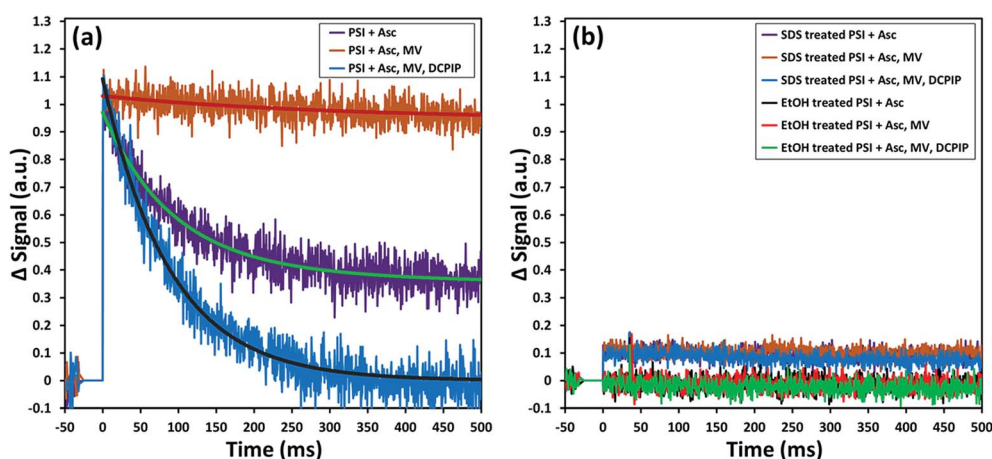 (a)
PSI + Asc
PSI + Asc, MV
PSI + Asc, MV, DCPIP
Δ Signal (a.u.)
1.3
1.2
1.1
1
0.9
0.8
0.7
0.6
0.5
0.4
0.3
0.2
0.1
0
-0.1
-50 0 50 100 150 200 250 300 350 400 450 500
Time (ms)
(b)
SDS treated PSI + Asc
SDS treated PSI + Asc, MV
SDS treated PSI + Asc, MV, DCPIP
EtOH treated PSI + Asc
EtOH treated PSI + Asc, MV
EtOH treated PSI + Asc, MV, DCPIP
Δ Signal (a.u.)
1.3
1.2
1.1
1
0.9
0.8
0.7
0.6
0.5
0.4
0.3
0.2
0.1
0
-0.1
-50 0 50 100 150 200 250 300 350 400 450 500
Time (ms)